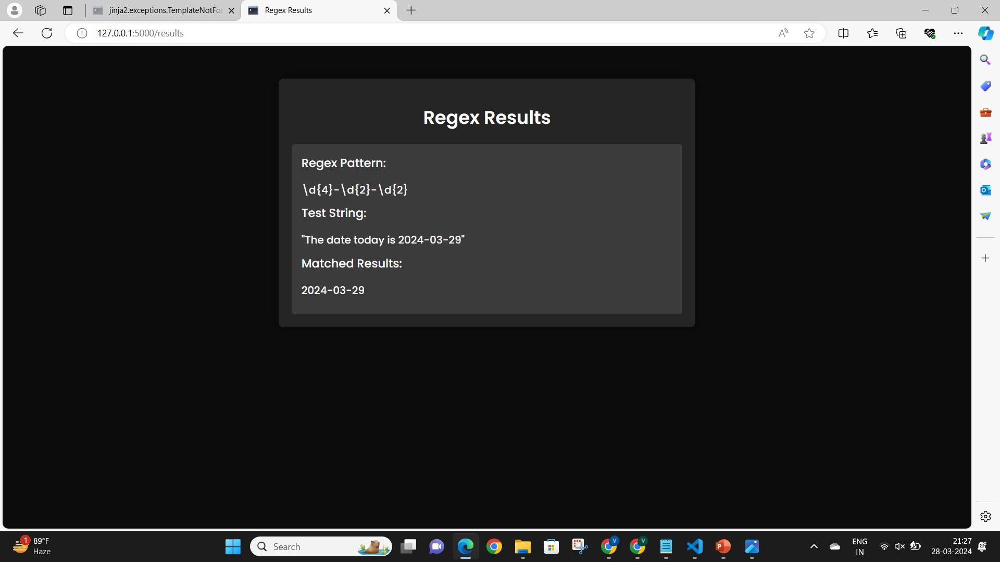 jinja2.exceptions.TemplateNotFou
Regex Results
127.0.0.1:5000/results
Regex Results
Regex Pattern:
\d{4}-\d{2}-\d{2}
Test String:
"The date today is 2024-03-29"
Matched Results:
2024-03-29
1
89°F
Haze
Search
V
V
P
ENG
IN
21:27
28-03-2024